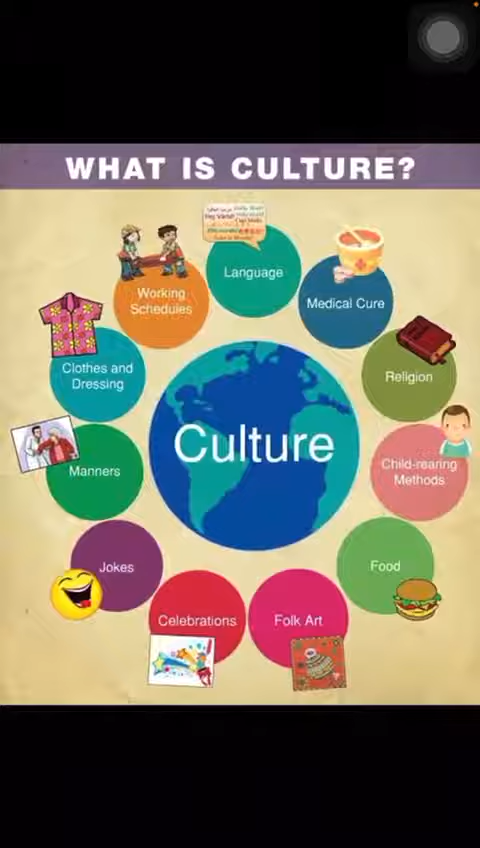 WHAT IS CULTURE?
Language
Medical Cure
Religion
Child-rearing
Methods
Food
Folk Art
Celebrations
Jokes
Manners
Clothes and
Dressing
Working
Schedules
Culture